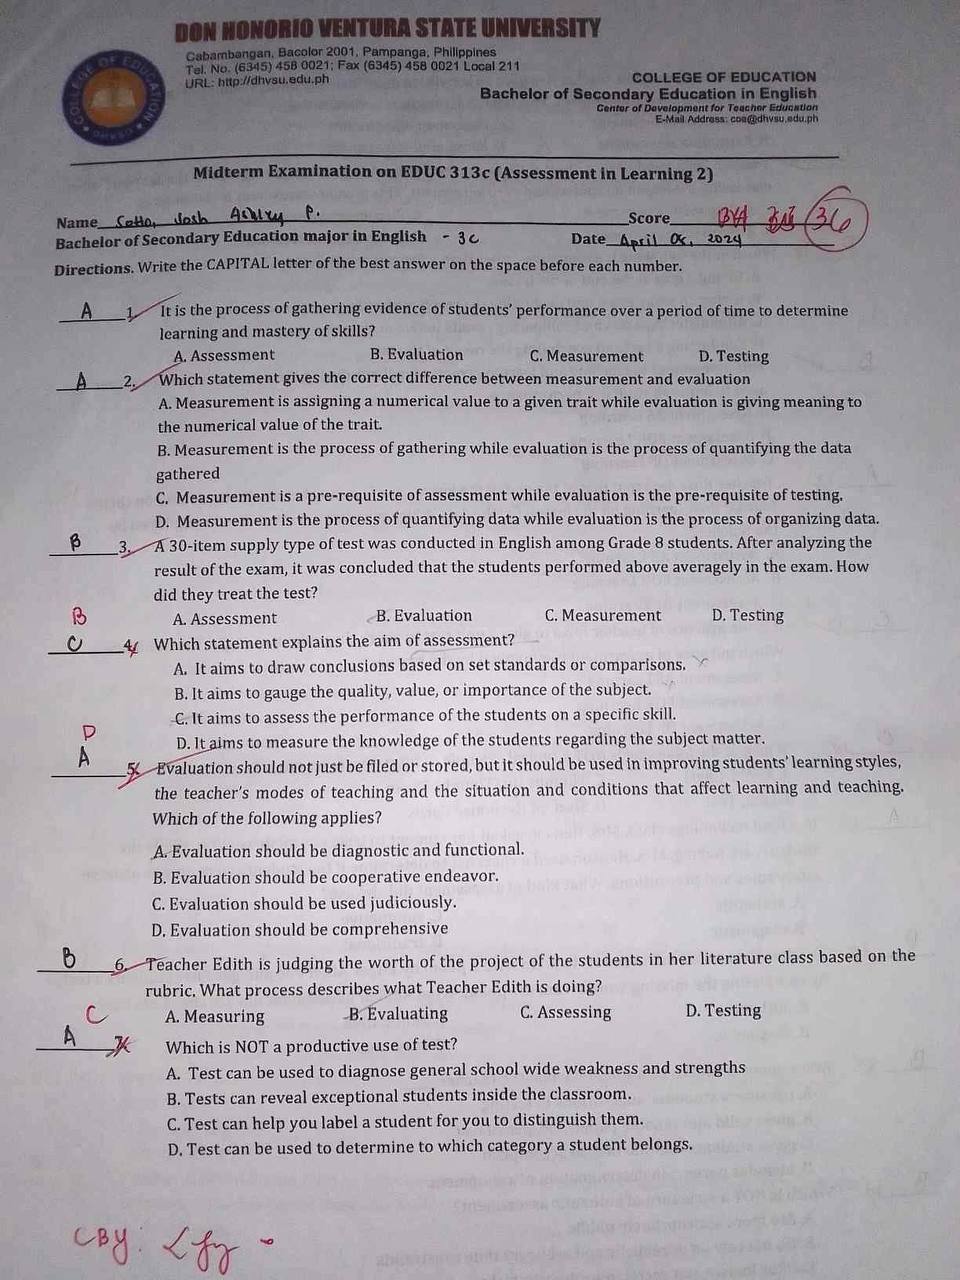 DON HONORIO VENTURA STATE UNIVERSITY
Cabambangan, Bacolor 2001, Pampanga, Philippines
Tel. No. (6345) 458 0021; Fax (6345) 458 0021 Local 211
URL: http://dhvsu.edu.ph
COLLEGE OF EDUCATION
COLLEGE OF EDUCATION
Bachelor of Secondary Education in English
Center of Development for Teacher Education
E-Mail Address: coe@dhvsu.edu.ph
Midterm Examination on EDUC 313c (Assessment in Learning 2)
Name Josh P. Score 36
Bachelor of Secondary Education major in English - 3C Date April 2024
Directions. Write the CAPITAL letter of the best answer on the space before each number.
A 1. It is the process of gathering evidence of students' performance over a period of time to determine
learning and mastery of skills?
A. Assessment B. Evaluation C. Measurement D. Testing
A 2. Which statement gives the correct difference between measurement and evaluation
A. Measurement is assigning a numerical value to a given trait while evaluation is giving meaning to
the numerical value of the trait.
B. Measurement is the process of gathering while evaluation is the process of quantifying the data
gathered
C. Measurement is a pre-requisite of assessment while evaluation is the pre-requisite of testing.
D. Measurement is the process of quantifying data while evaluation is the process of organizing data.
B 3. A 30-item supply type of test was conducted in English among Grade 8 students. After analyzing the
result of the exam, it was concluded that the students performed above averagely in the exam. How
did they treat the test?
B A. Assessment B. Evaluation C. Measurement D. Testing
C 4. Which statement explains the aim of assessment?
A. It aims to draw conclusions based on set standards or comparisons.
B. It aims to gauge the quality, value, or importance of the subject.
C. It aims to assess the performance of the students on a specific skill.
D
D. It aims to measure the knowledge of the students regarding the subject matter.
A 5. Evaluation should not just be filed or stored, but it should be used in improving students' learning styles,
the teacher's modes of teaching and the situation and conditions that affect learning and teaching.
Which of the following applies?
A. Evaluation should be diagnostic and functional.
B. Evaluation should be cooperative endeavor.
C. Evaluation should be used judiciously.
D. Evaluation should be comprehensive
B 6. Teacher Edith is judging the worth of the project of the students in her literature class based on the
rubric. What process describes what Teacher Edith is doing?
C A. Measuring B. Evaluating C. Assessing D. Testing
A 7. Which is NOT a productive use of test?
A. Test can be used to diagnose general school wide weakness and strengths
B. Tests can reveal exceptional students inside the classroom.
C. Test can help you label a student for you to distinguish them.
D. Test can be used to determine to which category a student belongs.
CBY: